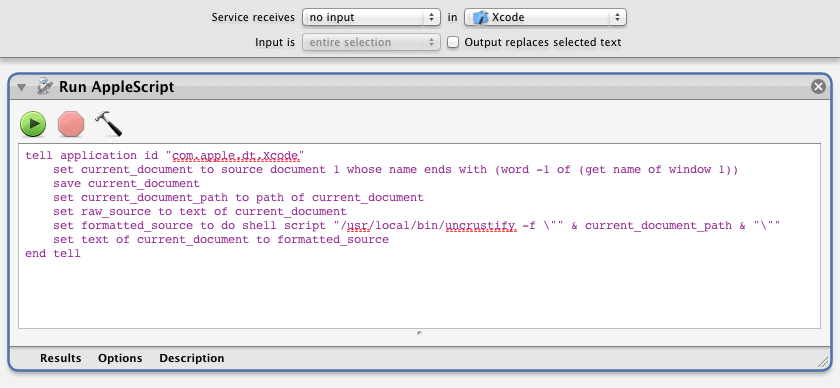 Service receives no input in Xcode
Input is entire selection Output replaces selected text
Run AppleScript
tell application id "com.apple.dt.Xcode"
set current_document to source document 1 whose name ends with (word -1 of (get name of window 1))
save current_document
set current_document_path to path of current_document
set raw_source to text of current_document
set formatted_source to do shell script "/usr/local/bin/uncrustify -f \"" & current_document_path & "\""
set text of current_document to formatted_source
end tell
Results Options Description